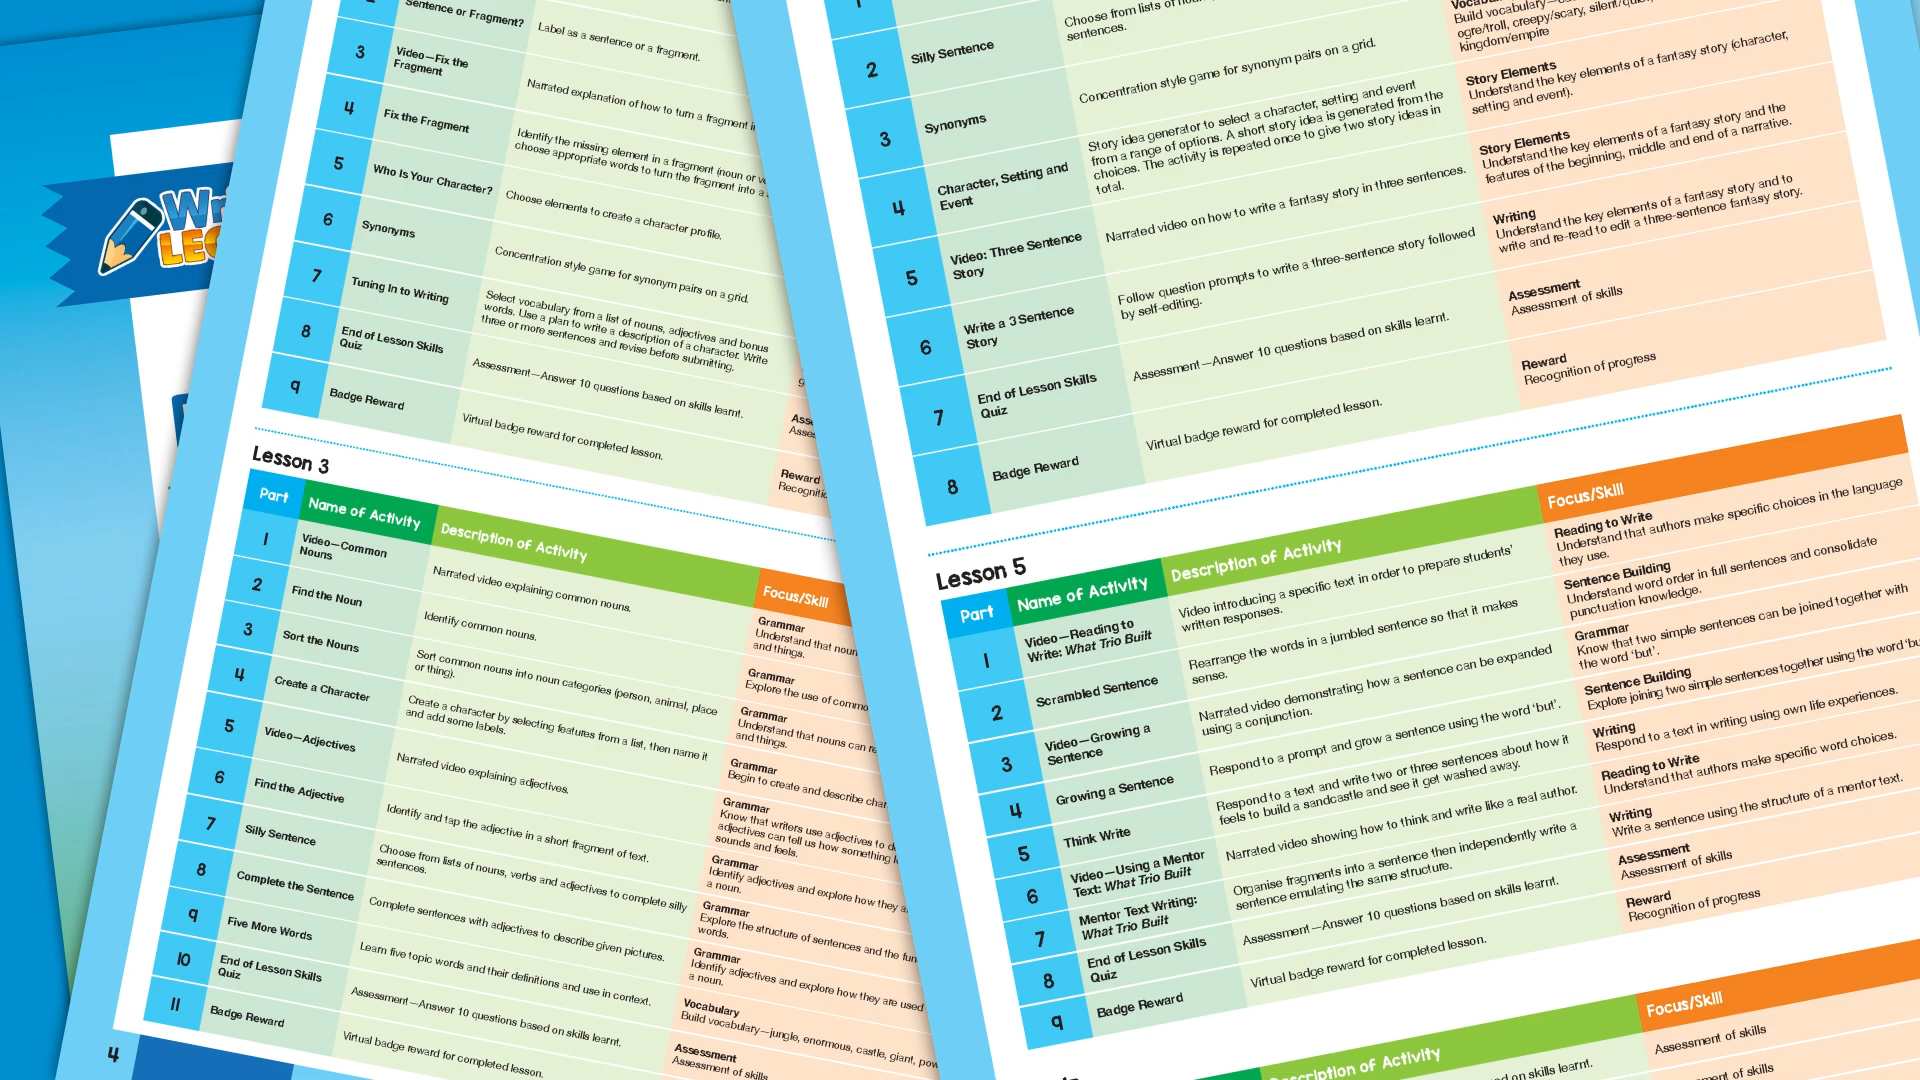 Wr
LE
2
Sentence or Fragment?
Label as a sentence or a fragment.
3
Video—Fix the
Fragment
Narrated explanation of how to turn a fragment
4
Fix the Fragment
Identify the missing element in a fragment (noun or
choose appropriate words to turn the fragment into a
5
Who Is Your Character?
Choose elements to create a character profile.
6
Synonyms
Concentration style game for synonym pairs on a grid.
7
Tuning In to Writing
Select vocabulary from a list of nouns, adjectives and bonus
words. Use a plan to write a description of a character. Write
three or more sentences and revise before submitting.
8
End of Lesson Skills
Quiz
Assessment—Answer 10 questions based on skills learnt.
9
Badge Reward
Virtual badge reward for completed lesson.
Reward
Lesson 3
Part
Name of Activity
Description of Activity
Focus/Skill
1
Video—Common
Nouns
Narrated video explaining common nouns.
Grammar
Understand that
and things.
2
Find the Noun
Identify common nouns.
Grammar
Explore the use of
3
Sort the Nouns
Sort common nouns into noun categories (person, animal, place
or thing).
Grammar
Understand that nouns can
and things.
4
Create a Character
Create a character by selecting features from a list, then name it
and add some labels.
Grammar
Begin to create and describe
5
Video—Adjectives
Narrated video explaining adjectives.
Grammar
Know that writers use adjectives to
adjectives can tell us how something
sounds and feels.
6
Find the Adjective
Identify and tap the adjective in a short fragment of text.
Grammar
Identify adjectives and explore how they
a noun.
7
Silly Sentence
Choose from lists of nouns, verbs and adjectives to complete silly
sentences.
Grammar
Explore the structure of sentences and the
words.
8
Complete the Sentence
Complete sentences with adjectives to describe given pictures.
Grammar
Identify adjectives and explore how they are used
a noun.
9
Five More Words
Learn five topic words and their definitions and use in context.
Vocabulary
Build vocabulary—jungle, enormous, castle, giant,
10
End of Lesson Skills
Quiz
Assessment—Answer 10 questions based on skills learnt.
Assessment
Assessment of skills
11
Badge Reward
Virtual badge reward for completed lesson.
4
1
Choose from lists of
sentences.
Build vocabulary—
ogre/troll, creepy/scary, silent/quiet,
kingdom/empire
2
Silly Sentence
Concentration style game for synonym pairs on a grid.
Story Elements
Understand the key elements of a fantasy story (character,
setting and event).
3
Synonyms
Story idea generator to select a character, setting and event
from a range of options. A short story idea is generated from the
choices. The activity is repeated once to give two story ideas in
total.
Story Elements
Understand the key elements of a fantasy story and the
features of the beginning, middle and end of a narrative.
4
Character, Setting and
Event
Narrated video on how to write a fantasy story in three sentences.
Writing
Understand the key elements of a fantasy story and to
write and re-read to edit a three-sentence fantasy story.
5
Video: Three Sentence
Story
Follow question prompts to write a three-sentence story followed
by self-editing.
Assessment
Assessment of skills
6
Write a 3 Sentence
Story
Assessment—Answer 10 questions based on skills learnt.
Reward
Recognition of progress
7
End of Lesson Skills
Quiz
Virtual badge reward for completed lesson.
8
Badge Reward
Lesson 5
Part
Name of Activity
Description of Activity
Focus/Skill
1
Video—Reading to
Write: What Trio Built
Video introducing a specific text in order to prepare students'
written responses.
Reading to Write
Understand that authors make specific choices in the language
they use.
2
Scrambled Sentence
Rearrange the words in a jumbled sentence so that it makes
sense.
Sentence Building
Understand word order in full sentences and consolidate
punctuation knowledge.
3
Video—Growing a
Sentence
Narrated video demonstrating how a sentence can be expanded
using a conjunction.
Grammar
Know that two simple sentences can be joined together with
the word ‘but’.
4
Growing a Sentence
Respond to a prompt and grow a sentence using the word ‘but’.
Sentence Building
Explore joining two simple sentences together using the word
5
Think Write
Respond to a text and write two or three sentences about how it
feels to build a sandcastle and see it get washed away.
Writing
Respond to a text in writing using own life experiences.
6
Video—Using a Mentor
Text: What Trio Built
Narrated video showing how to think and write like a real author.
Reading to Write
Understand that authors make specific word choices.
7
Mentor Text Writing:
What Trio Built
Organise fragments into a sentence then independently write a
sentence emulating the same structure.
Writing
Write a sentence using the structure of a mentor text.
8
End of Lesson Skills
Quiz
Assessment—Answer 10 questions based on skills learnt.
Assessment
Assessment of skills
9
Badge Reward
Virtual badge reward for completed lesson.
Reward
Recognition of progress
Description of Activity
Focus/Skill
on skills learnt.
Assessment of skills
of skills